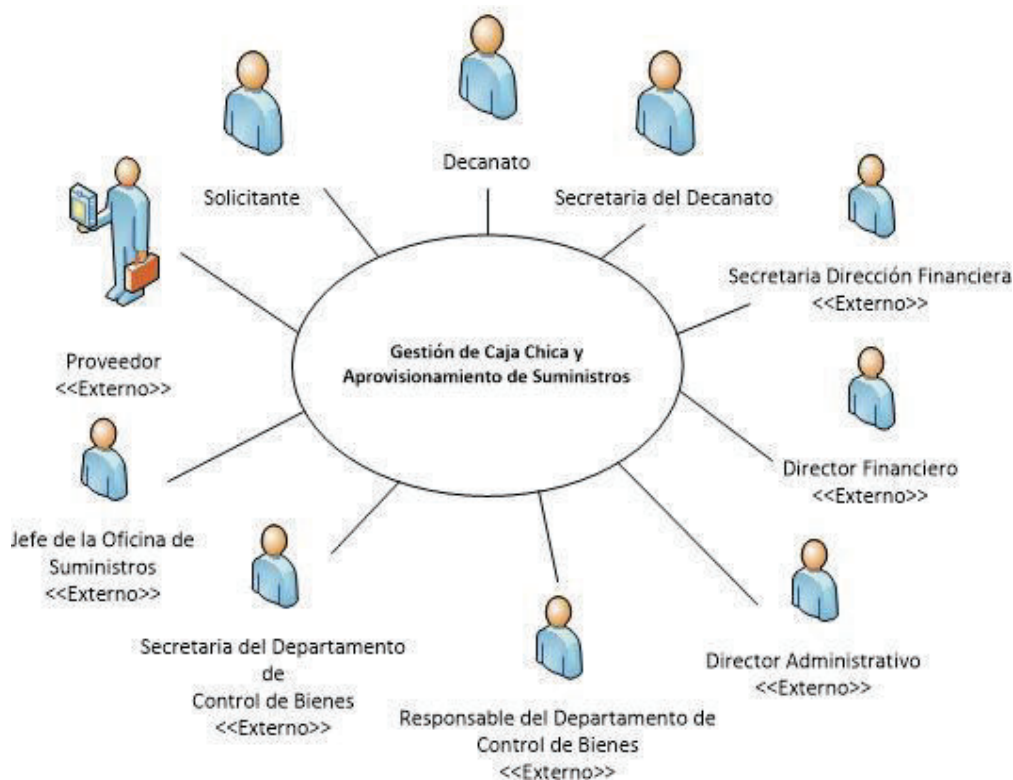 Solicitante
Decanato
Secretaria del Decanato
Secretaria Dirección Financiera
<<Externo>>
Proveedor
<<Externo>>
Gestión de Caja Chica y
Aprovisionamiento de Suministros
Director Financiero
<<Externo>>
Jefe de la Oficina de
Suministros
<<Externo>>
Secretaria del Departamento
de
Control de Bienes
<<Externo>>
Responsable del Departamento de
Control de Bienes
<<Externo>>
Director Administrativo
<<Externo>>